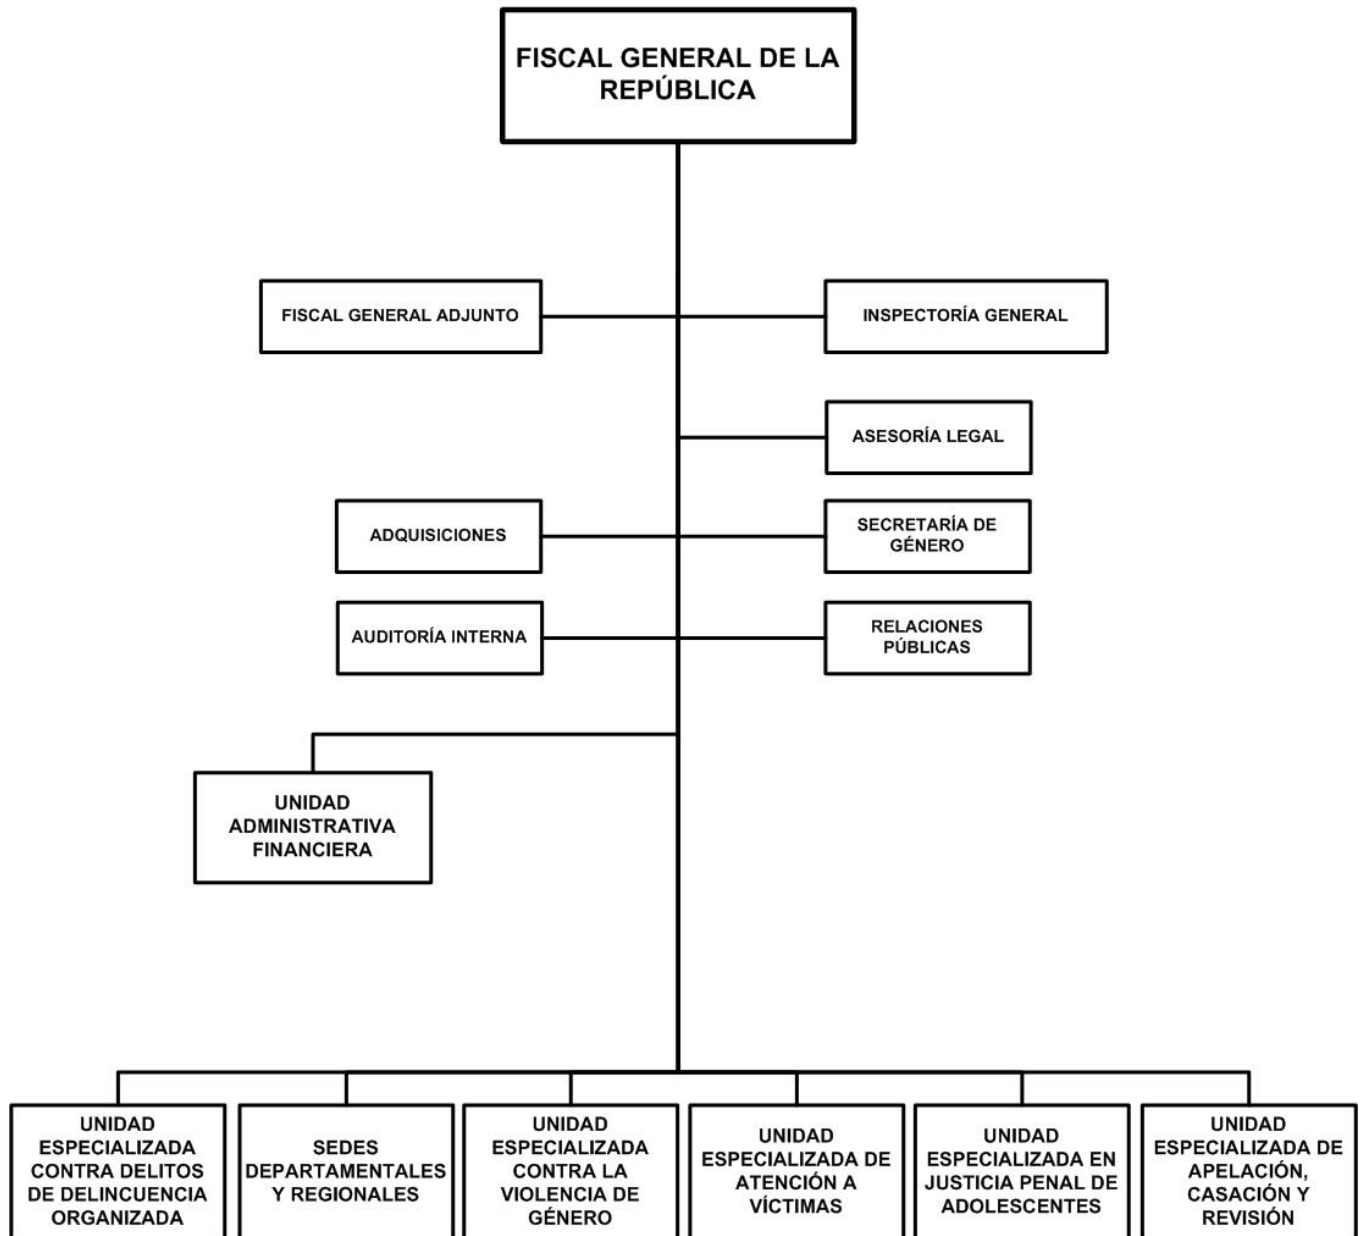 FISCAL GENERAL DE LA
REPÚBLICA
FISCAL GENERAL ADJUNTO
INSPECTORÍA GENERAL
ASESORÍA LEGAL
ADQUISICIONES
SECRETARÍA DE
GÉNERO
AUDITORÍA INTERNA
RELACIONES
PÚBLICAS
UNIDAD
ADMINISTRATIVA
FINANCIERA
UNIDAD
ESPECIALIZADA
CONTRA DELITOS
DE DELINCUENCIA
ORGANIZADA
SEDES
DEPARTAMENTALES
Y REGIONALES
UNIDAD
ESPECIALIZADA
CONTRA LA
VIOLENCIA DE
GÉNERO
UNIDAD
ESPECIALIZADA DE
ATENCIÓN A
VÍCTIMAS
UNIDAD
ESPECIALIZADA EN
JUSTICIA PENAL DE
ADOLESCENTES
UNIDAD
ESPECIALIZADA DE
APELACIÓN,
CASACIÓN Y
REVISIÓN